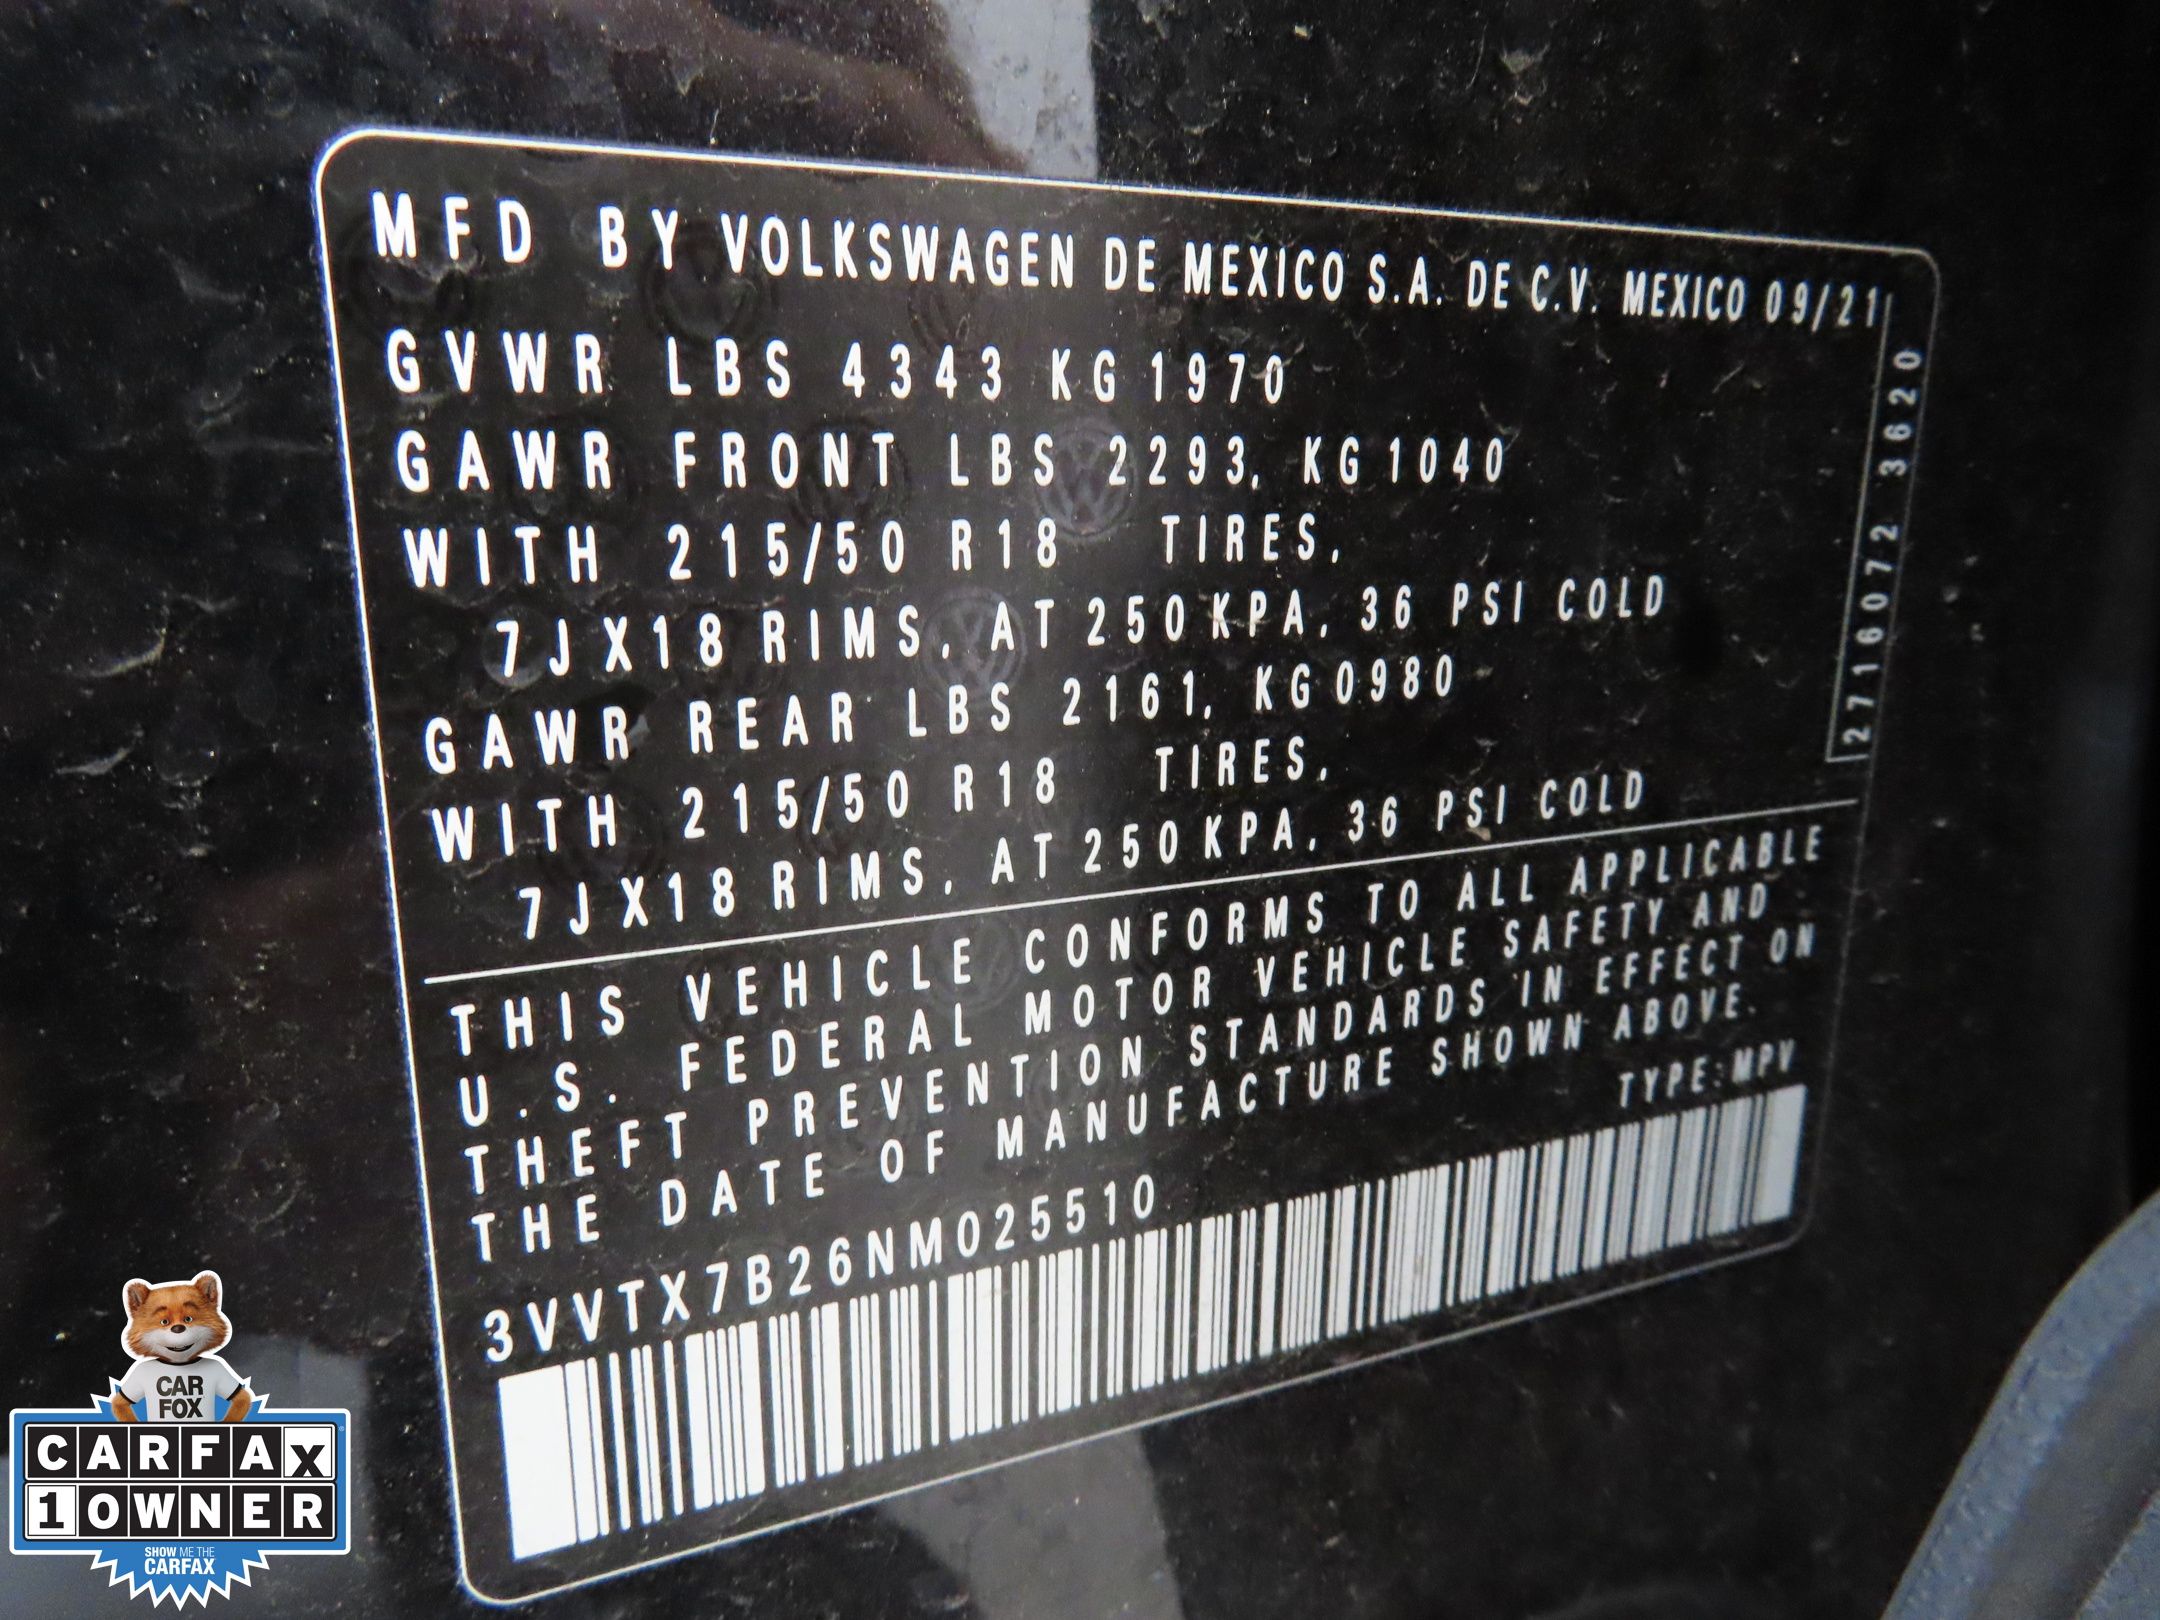 MFD BY VOLKSWAGEN DE MEXICO S.A. DE C.V. MEXICO 09/21
GVWR LBS 4343 KG 1970
GAWR FRONT LBS 2293, KG 1040
WITH 215/50 R18 TIRES,
7JX18 RIMS, AT 250 KPA, 36 PSI COLD
GAWR REAR LBS 2161, KG 0980
WITH 215/50 R18 TIRES,
7JX18 RIMS, AT 250 KPA, 36 PSI COLD
2716072 3620
THIS VEHICLE CONFORMS TO ALL APPLICABLE
U.S. FEDERAL MOTOR VEHICLE SAFETY AND
THEFT PREVENTION STANDARDS IN EFFECT ON
THE DATE OF MANUFACTURE SHOWN ABOVE.
TYPE:MPV
3VVTX7B26NM025510
CAR
FOX
CARFAX
1 OWNER
SHOW ME THE
CARFAX